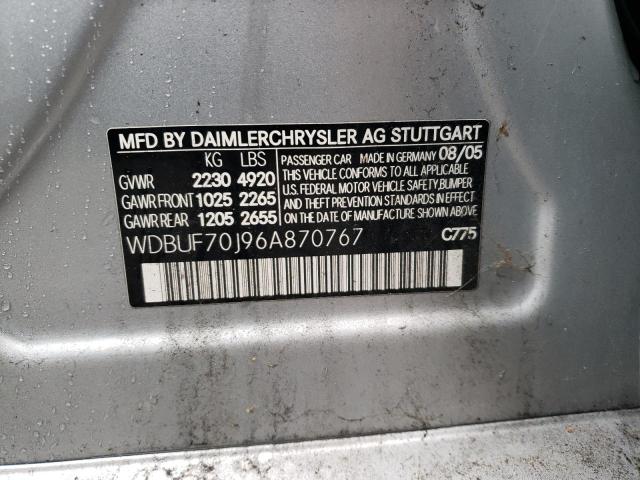 MFD BY DAIMLERCHRYSLER AG STUTTGART
KG LBS
GVWR 2230 4920
GAWR FRONT 1025 2265
GAWR REAR 1205 2655
PASSENGER CAR MADE IN GERMANY 08/05
THIS VEHICLE CONFORMS TO ALL APPLICABLE
U.S. FEDERAL MOTOR VEHICLE SAFETY, BUMPER
AND THEFT PREVENTION STANDARDS
IN EFFECT ON THE DATE OF MANUFACTURE
SHOWN ABOVE.
WDBUF70J96A870767
C775